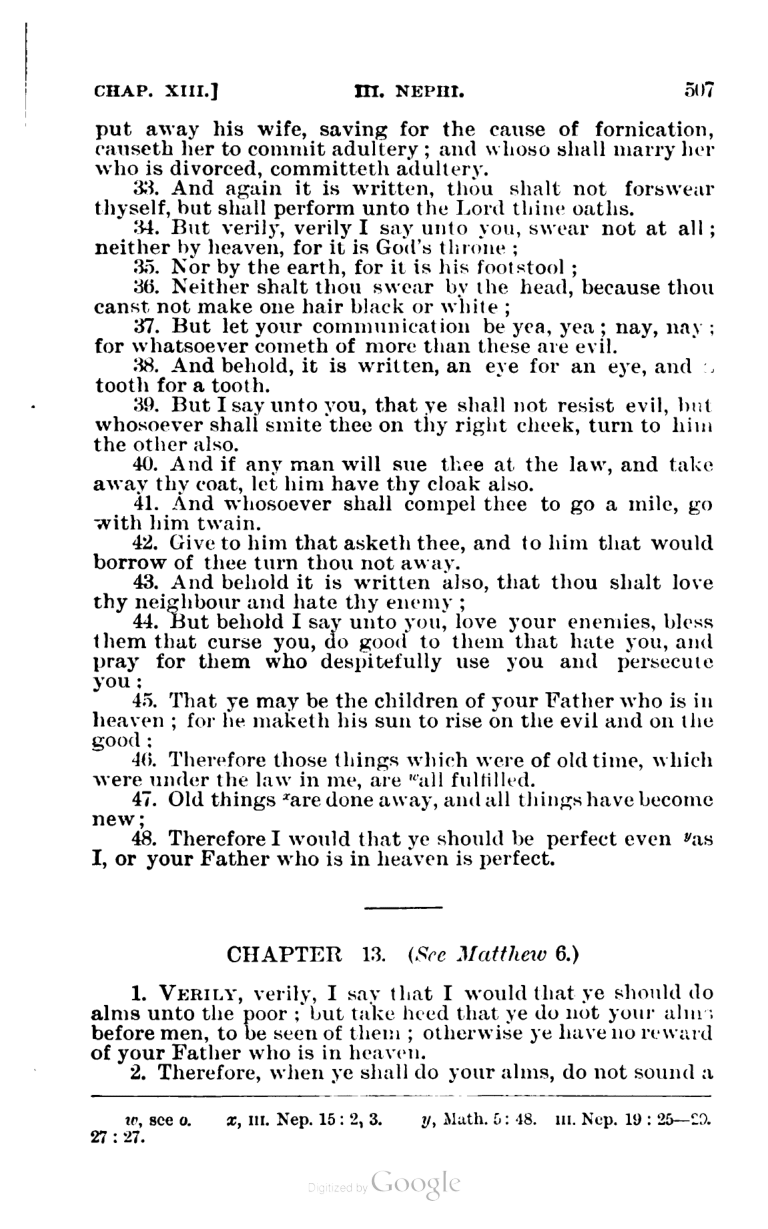 CHAP. XIII.] III. NEPHI. 507
put away his wife, saving for the cause of fornication,
causeth her to commit adultery; and whoso shall marry her
who is divorced, committeth adultery.
33. And again it is written, thou shalt not forswear
thyself, but shall perform unto the Lord thine oaths.
34. But verily, verily I say unto you, swear not at all;
neither by heaven, for it is God's throne;
35. Nor by the earth, for it is his footstool;
36. Neither shalt thou swear by the head, because thou
canst not make one hair black or white;
37. But let your communication be yea, yea; nay, nay;
for whatsoever cometh of more than these are evil.
38. And behold, it is written, an eye for an eye, and
tooth for a tooth.
39. But I say unto you, that ye shall not resist evil, but
whosoever shall smite thee on thy right cheek, turn to him
the other also.
40. And if any man will sue thee at the law, and take
away thy coat, let him have thy cloak also.
41. And whosoever shall compel thee to go a mile, go
with him twain.
42. Give to him that asketh thee, and to him that would
borrow of thee turn thou not away.
43. And behold it is written also, that thou shalt love
thy neighbour and hate thy enemy;
44. But behold I say unto you, love your enemies, bless
them that curse you, do good to them that hate you, and
pray for them who despitefully use you and persecute
you:
45. That ye may be the children of your Father who is in
heaven; for he maketh his sun to rise on the evil and on the
good:
46. Therefore those things which were of old time, which
were under the law in me, are ʷall fulfilled.
47. Old things ˣare done away, and all things have become
new;
48. Therefore I would that ye should be perfect even ʸas
I, or your Father who is in heaven is perfect.
CHAPTER 13. (See Matthew 6.)
1. VERILY, verily, I say that I would that ye should do
alms unto the poor; but take heed that ye do not your alms
before men, to be seen of them; otherwise ye have no reward
of your Father who is in heaven.
2. Therefore, when ye shall do your alms, do not sound a
w, see o. x, III. Nep. 15: 2, 3. y, Math. 5: 48. III. Nep. 19: 25—29.
27: 27.
Digitized by Google